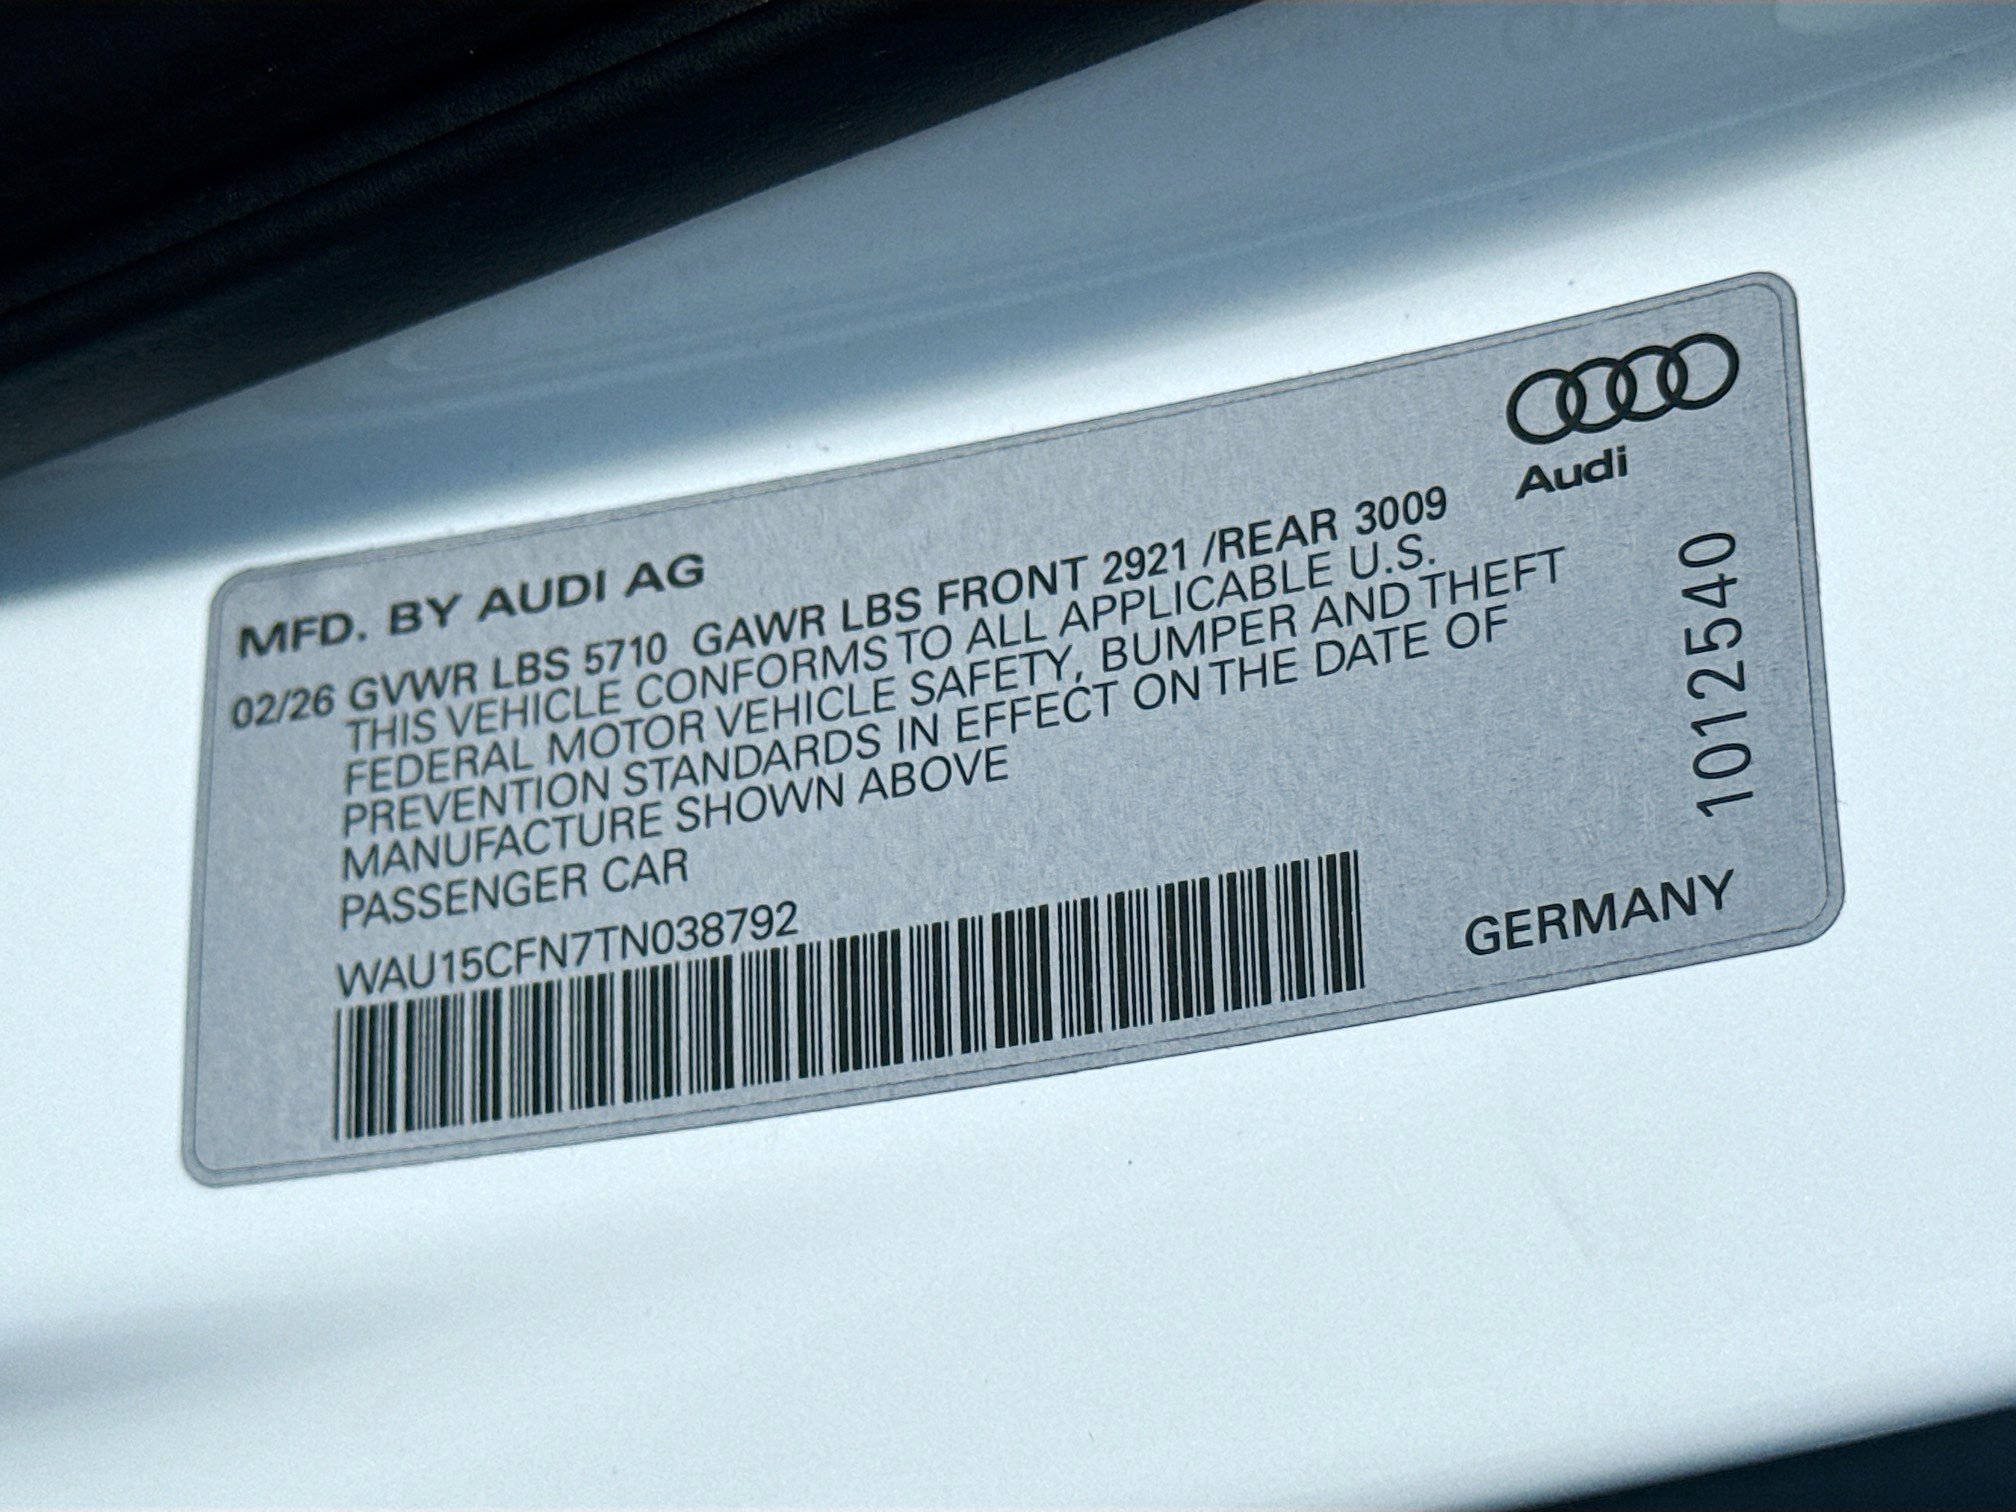 Audi
MFD. BY AUDI AG
02/26 GVWR LBS 5710 GAWR LBS FRONT 2921 /REAR 3009
THIS VEHICLE CONFORMS TO ALL APPLICABLE U.S.
FEDERAL MOTOR VEHICLE SAFETY, BUMPER AND THEFT
PREVENTION STANDARDS IN EFFECT ON THE DATE OF
MANUFACTURE SHOWN ABOVE
PASSENGER CAR
WAU15CFN7TN038792
GERMANY
1012540